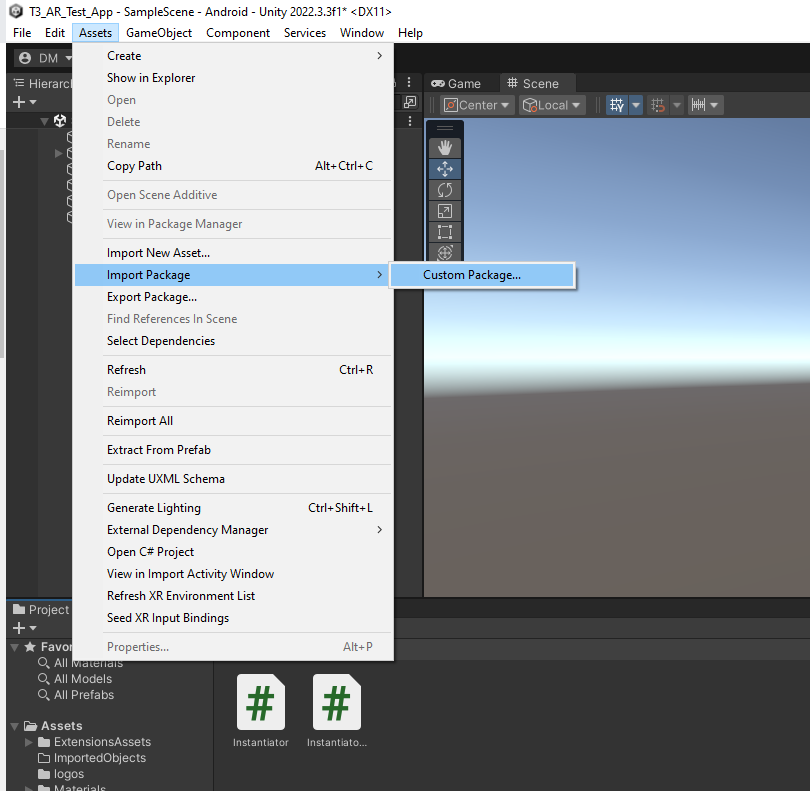 T3_AR_Test_App - SampleScene - Android - Unity 2022.3.3f1* <DX11>
File Edit Assets GameObject Component Services Window Help
DM
Hierarc
Game Scene
Center Local
Create
Show in Explorer
Open
Delete
Rename
Copy Path Alt+Ctrl+C
Open Scene Additive
View in Package Manager
Import New Asset...
Import Package Custom Package...
Export Package...
Find References In Scene
Select Dependencies
Refresh Ctrl+R
Reimport
Reimport All
Extract From Prefab
Update UXML Schema
Generate Lighting Ctrl+Shift+L
External Dependency Manager
Open C# Project
View in Import Activity Window
Refresh XR Environment List
Seed XR Input Bindings
Properties... Alt+P
Project
Favor
All Materials
All Models
All Prefabs
Assets
ExtensionsAssets
ImportedObjects
logos
Materials
# #
Instantiator Instantiato...